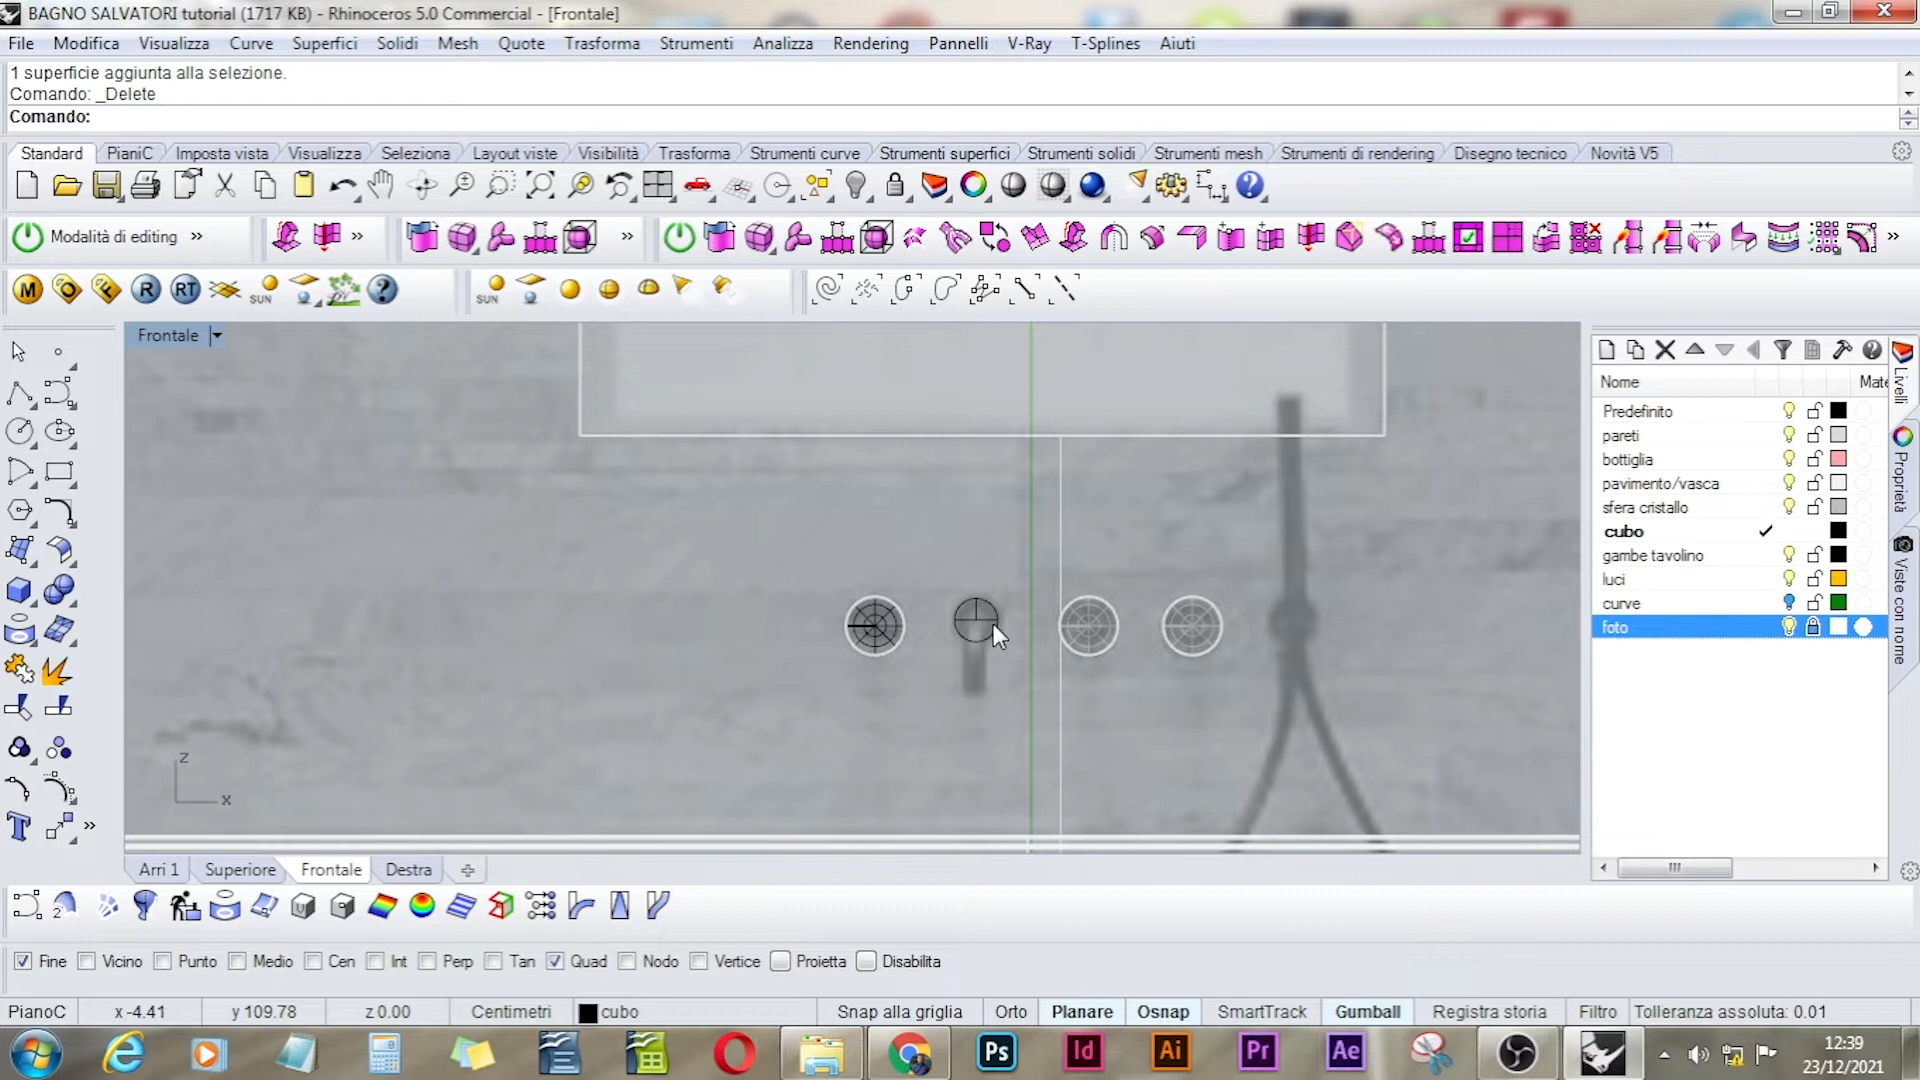 BAGNO SALVATORI tutorial (1717 KB) - Rhinoceros 5.0 Commercial - [Frontale]
File Modifica Visualizza Curve Superfici Solidi Mesh Quote Trasforma Strumenti Analizza Rendering Pannelli V-Ray T-Splines Aiuti
1 superficie aggiunta alla selezione.
Comando: _Delete
Comando:
Standard PianiC Imposta vista Visualizza Seleziona Layout viste Visibilità Trasforma Strumenti curve Strumenti superfici Strumenti solidi Strumenti mesh Strumenti di rendering Disegno tecnico Novità V5
Modalità di editing
M O F R RT SUN SUN
Frontale
Nome Mate
Predefinito
pareti
bottiglia
pavimento/vasca
sfera cristallo
cubo
gambe tavolino
luci
curve
foto
Livelli
Proprietà
Viste con nome
z
x
Arri 1 Superiore Frontale Destra
Fine Vicino Punto Medio Cen Int Perp Tan Quad Nodo Vertice Proietta Disabilita
PianoC x -4.41 y 109.78 z 0.00 Centimetri cubo Snap alla griglia Orto Planare Osnap SmartTrack Gumball Registra storia Filtro Tolleranza assoluta: 0.01
Ps Id Ai Pr Ae
12:39
23/12/2021